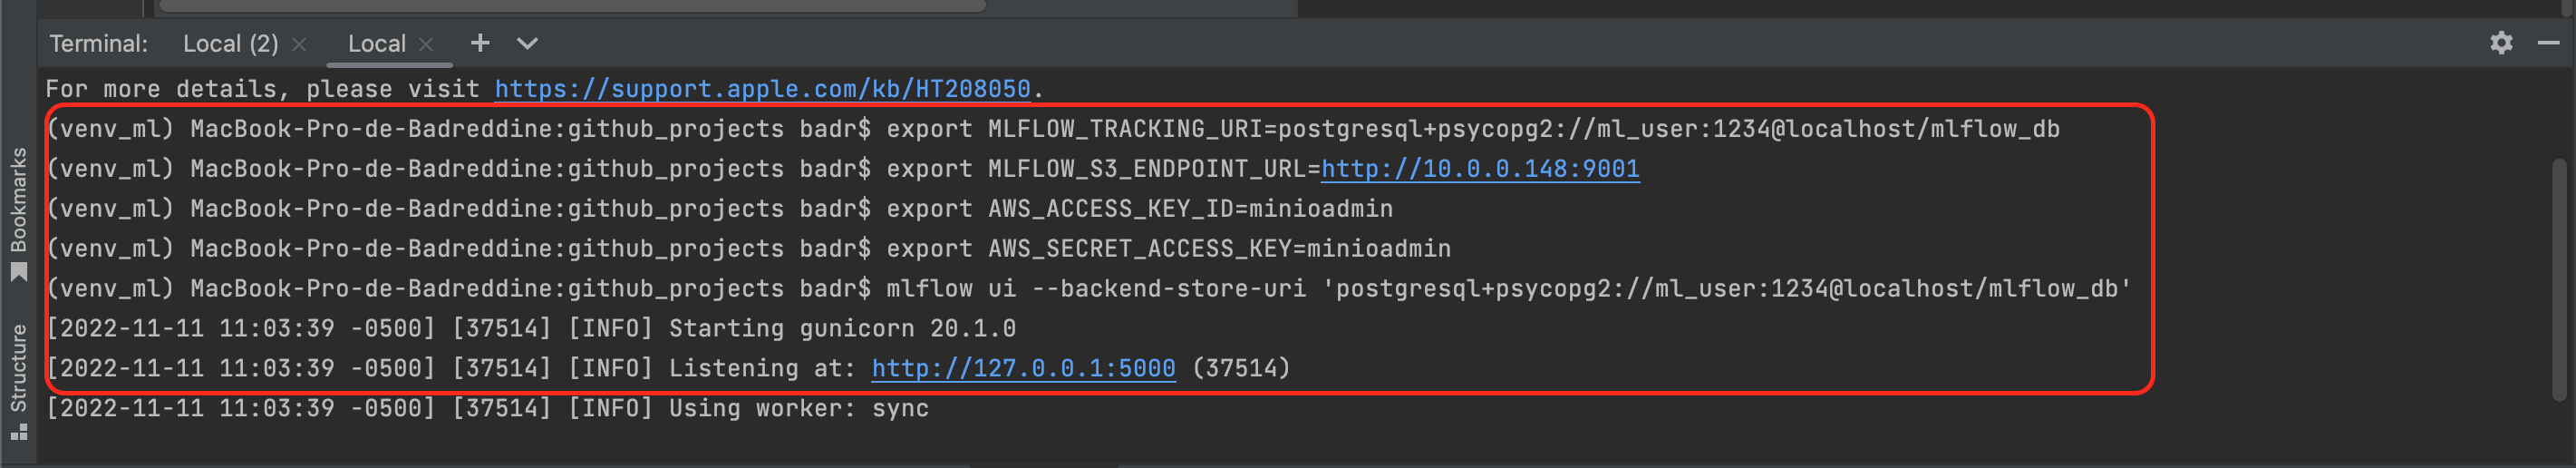 Terminal: Local (2) Local
For more details, please visit https://support.apple.com/kb/HT208050.
(venv_ml) MacBook-Pro-de-Badreddine:github_projects badr$ export MLFLOW_TRACKING_URI=postgresql+psycopg2://ml_user:1234@localhost/mlflow_db
(venv_ml) MacBook-Pro-de-Badreddine:github_projects badr$ export MLFLOW_S3_ENDPOINT_URL=http://10.0.0.148:9001
(venv_ml) MacBook-Pro-de-Badreddine:github_projects badr$ export AWS_ACCESS_KEY_ID=minioadmin
(venv_ml) MacBook-Pro-de-Badreddine:github_projects badr$ export AWS_SECRET_ACCESS_KEY=minioadmin
(venv_ml) MacBook-Pro-de-Badreddine:github_projects badr$ mlflow ui --backend-store-uri 'postgresql+psycopg2://ml_user:1234@localhost/mlflow_db'
[2022-11-11 11:03:39 -0500] [37514] [INFO] Starting gunicorn 20.1.0
[2022-11-11 11:03:39 -0500] [37514] [INFO] Listening at: http://127.0.0.1:5000 (37514)
[2022-11-11 11:03:39 -0500] [37514] [INFO] Using worker: sync
Bookmarks
Structure